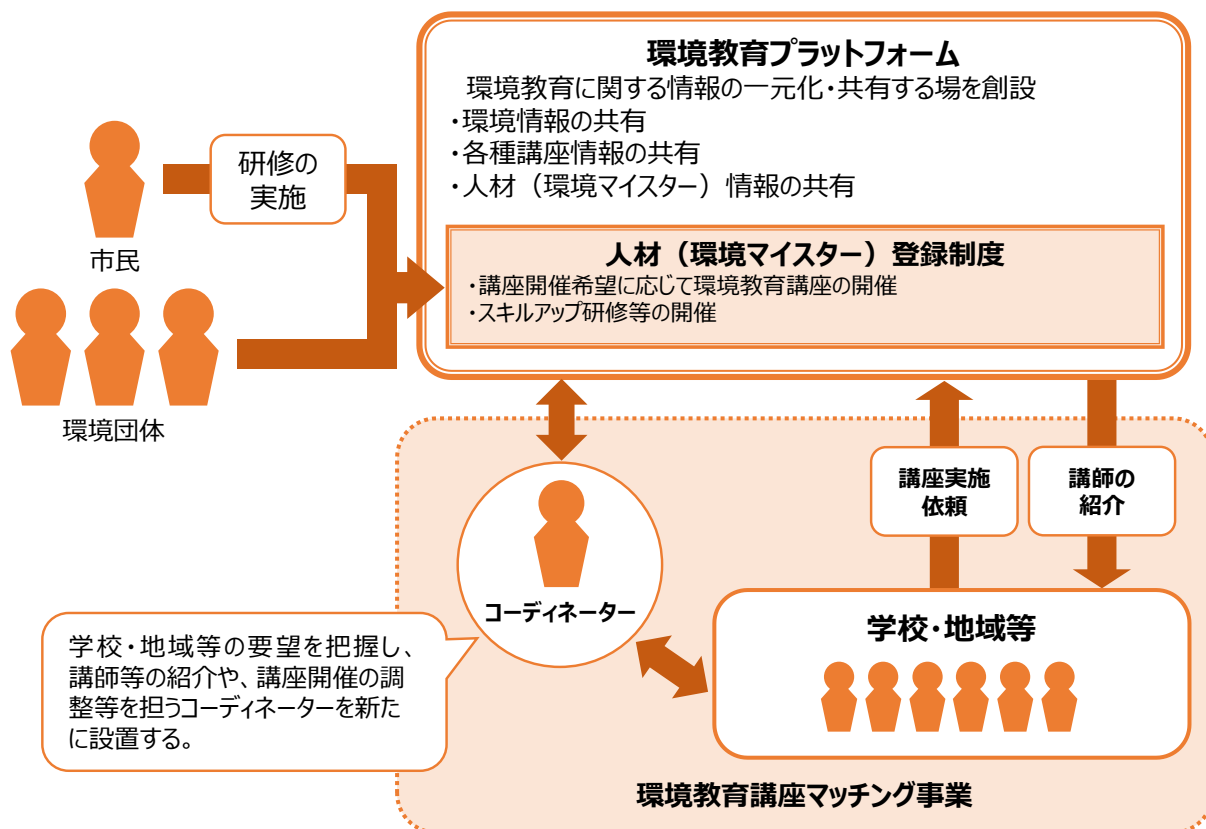 環境教育プラットフォーム
環境教育に関する情報の一元化・共有する場を創設
・環境情報の共有
・各種講座情報の共有
・人材（環境マイスター）情報の共有
人材（環境マイスター）登録制度
・講座開催希望に応じて環境教育講座の開催
・スキルアップ研修等の開催
研修の
実施
市民
環境団体
講座実施
依頼
講師の
紹介
コーディネーター
学校・地域等
学校・地域等の要望を把握し、
講師等の紹介や、講座開催の調
整等を担うコーディネーターを新た
に設置する。
環境教育講座マッチング事業